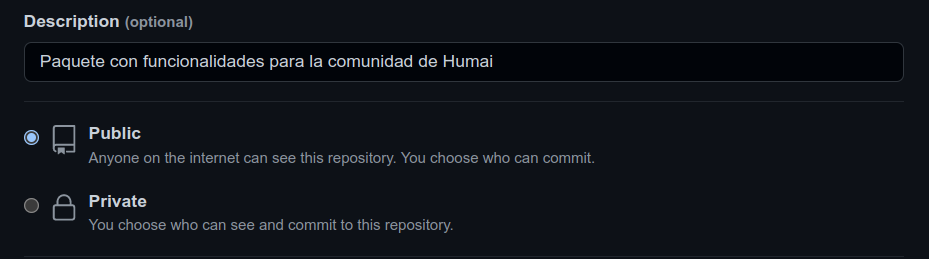 Description (optional)
Paquete con funcionalidades para la comunidad de Humai
Public
Anyone on the internet can see this repository. You choose who can commit.
Private
You choose who can see and commit to this repository.